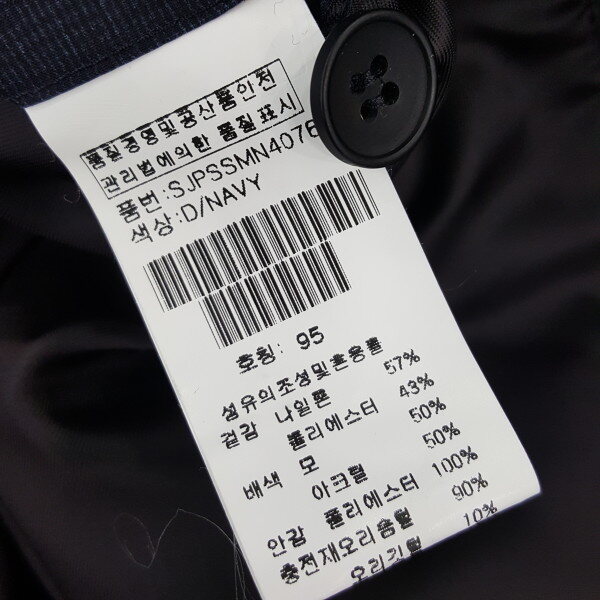 품질경영및공산품안전
관리법에의한 품질표시
품번:SJPSSMN4076
색상:D/NAVY
호칭: 95
섬유의조성및혼용률
겉감 나일론 57%
폴리에스터 43%
배색 모 50%
아크릴 50%
안감 폴리에스터 100%
충전재오리솜털 90%
오리깃털 10%